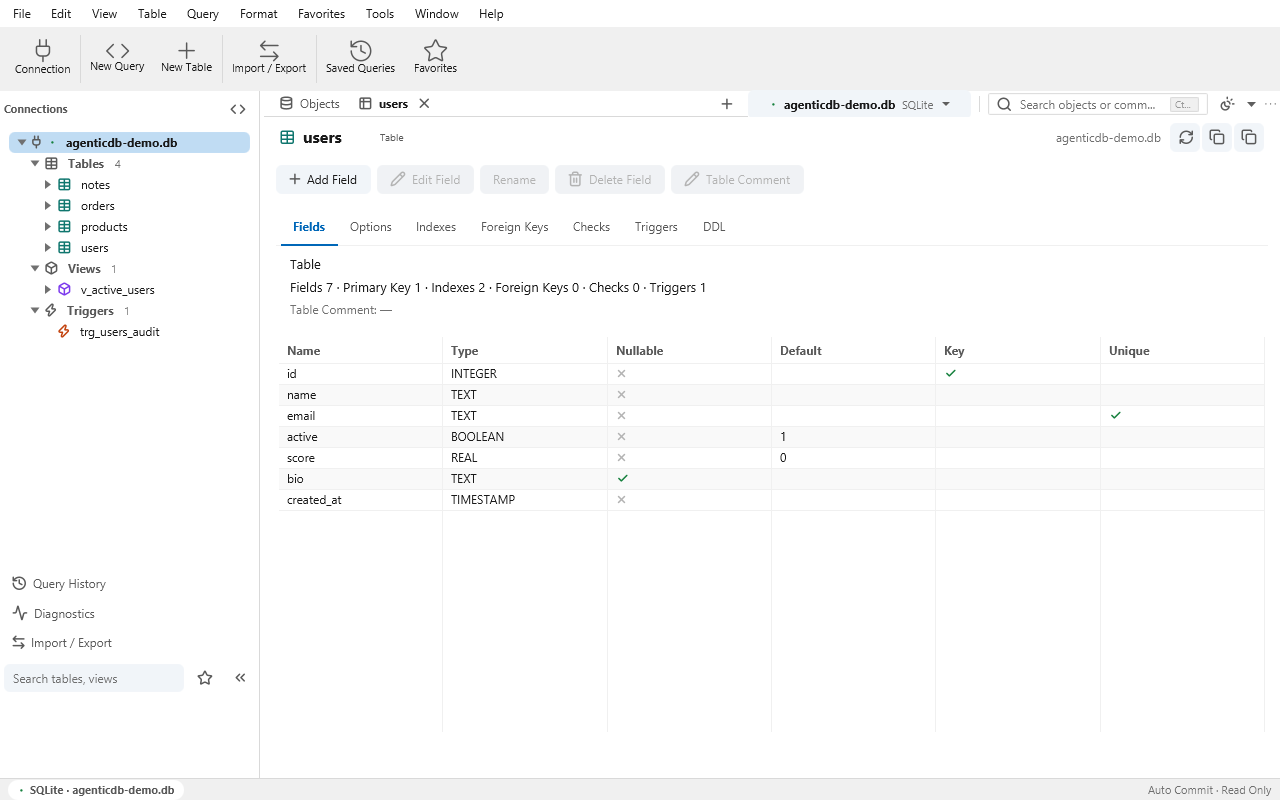 File Edit View Table Query Format Favorites Tools Window Help
Connection New Query New Table Import / Export Saved Queries Favorites
Connections
agenticdb-demo.db
Tables 4
notes
orders
products
users
Views 1
v_active_users
Triggers 1
trg_users_audit
Query History
Diagnostics
Import / Export
Search tables, views
Objects users agenticdb-demo.db SQLite Search objects or comm... Ct...
users Table agenticdb-demo.db
Add Field Edit Field Rename Delete Field Table Comment
Fields Options Indexes Foreign Keys Checks Triggers DDL
Table
Fields 7 · Primary Key 1 · Indexes 2 · Foreign Keys 0 · Checks 0 · Triggers 1
Table Comment: —
Name Type Nullable Default Key Unique
id INTEGER
name TEXT
email TEXT
active BOOLEAN 1
score REAL 0
bio TEXT
created_at TIMESTAMP
SQLite · agenticdb-demo.db Auto Commit · Read Only